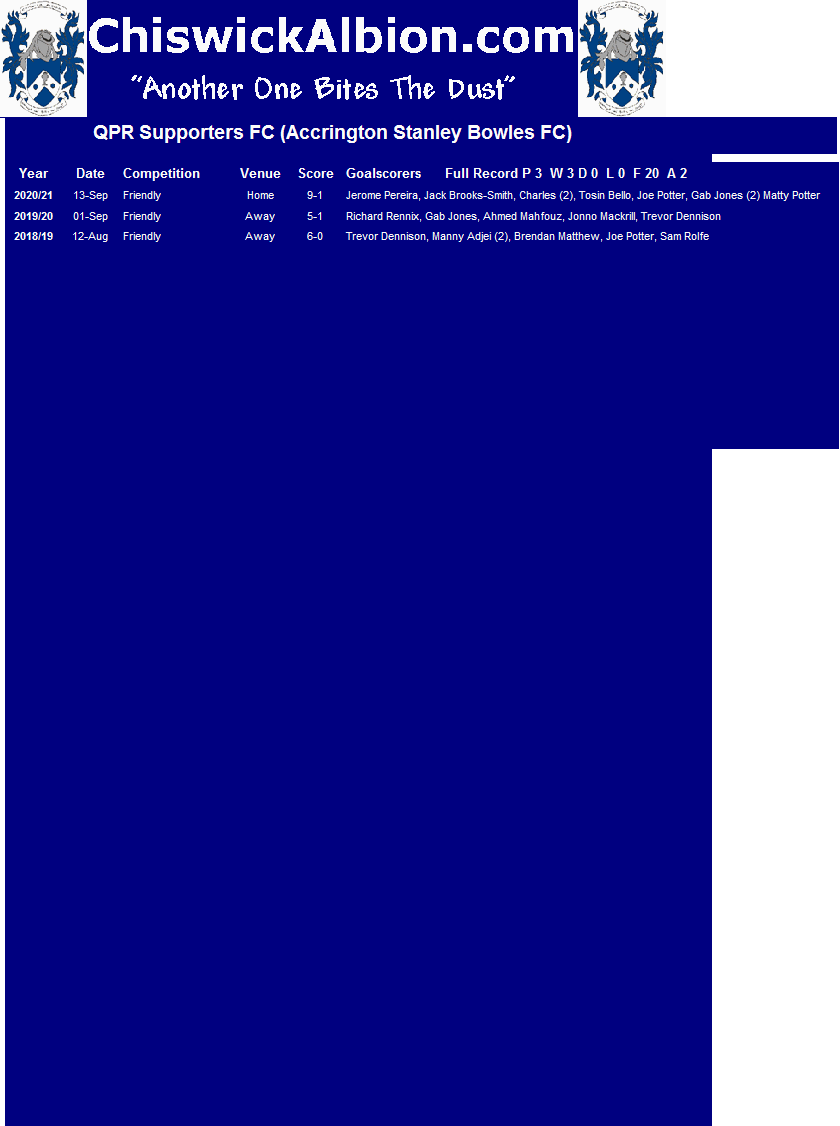 ChiswickAlbion.com
"Another One Bites The Dust"
QPR Supporters FC (Accrington Stanley Bowles FC)
Year Date Competition Venue Score Goalscorers Full Record P 3 W 3 D 0 L 0 F 20 A 2
2020/21 13-Sep Friendly Home 9-1 Jerome Pereira, Jack Brooks-Smith, Charles (2), Tosin Bello, Joe Potter, Gab Jones (2) Matty Potter
2019/20 01-Sep Friendly Away 5-1 Richard Rennix, Gab Jones, Ahmed Mahfouz, Jonno Mackrill, Trevor Dennison
2018/19 12-Aug Friendly Away 6-0 Trevor Dennison, Manny Adjei (2), Brendan Matthew, Joe Potter, Sam Rolfe